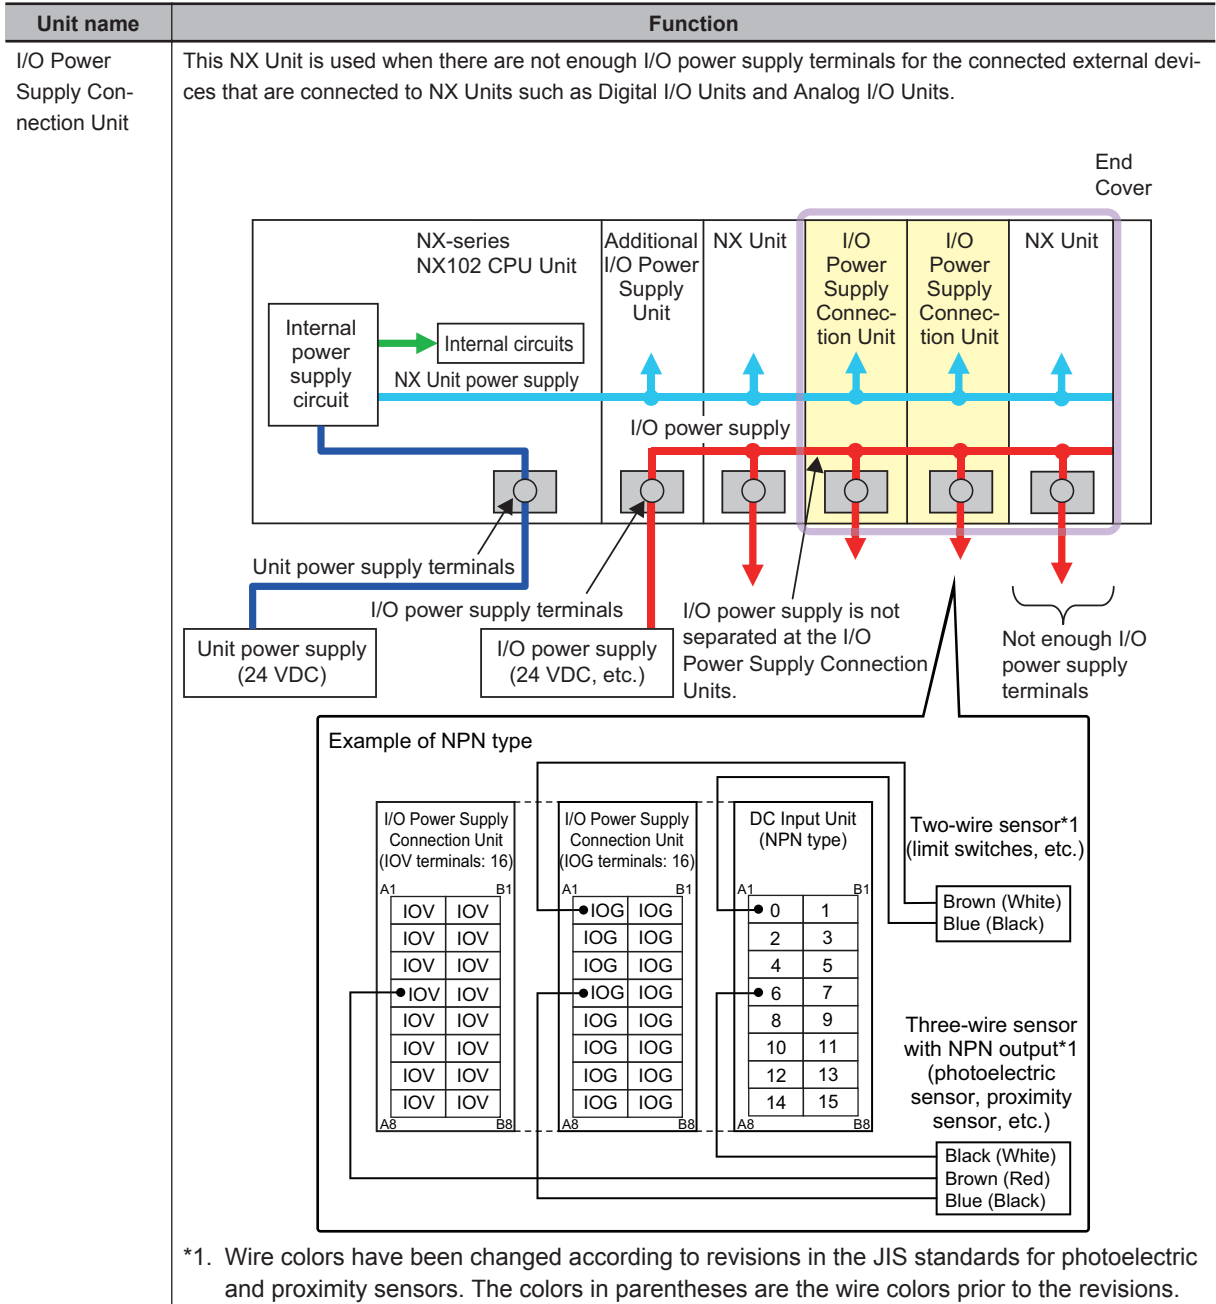 Unit name
Function
I/O Power
Supply Con-
nection Unit
This NX Unit is used when there are not enough I/O power supply terminals for the connected external devi-
ces that are connected to NX Units such as Digital I/O Units and Analog I/O Units.
End
Cover
NX-series
NX102 CPU Unit
Additional
I/O Power
Supply
Unit
NX Unit
I/O
Power
Supply
Connec-
tion Unit
I/O
Power
Supply
Connec-
tion Unit
NX Unit
Internal
power
supply
circuit
Internal circuits
NX Unit power supply
I/O power supply
Unit power supply terminals
I/O power supply terminals
Unit power supply
(24 VDC)
I/O power supply
(24 VDC, etc.)
I/O power supply is not
separated at the I/O
Power Supply Connection
Units.
Not enough I/O
power supply
terminals
Example of NPN type
I/O Power Supply
Connection Unit
(IOV terminals: 16)
A1 B1
IOV IOV
IOV IOV
IOV IOV
IOV IOV
IOV IOV
IOV IOV
IOV IOV
IOV IOV
A8 B8
I/O Power Supply
Connection Unit
(IOG terminals: 16)
A1 B1
IOG IOG
IOG IOG
IOG IOG
IOG IOG
IOG IOG
IOG IOG
IOG IOG
IOG IOG
A8 B8
DC Input Unit
(NPN type)
A1 B1
0 1
2 3
4 5
6 7
8 9
10 11
12 13
14 15
A8 B8
Two-wire sensor*1
(limit switches, etc.)
Brown (White)
Blue (Black)
Three-wire sensor
with NPN output*1
(photoelectric
sensor, proximity
sensor, etc.)
Black (White)
Brown (Red)
Blue (Black)
*1. Wire colors have been changed according to revisions in the JIS standards for photoelectric
and proximity sensors. The colors in parentheses are the wire colors prior to the revisions.